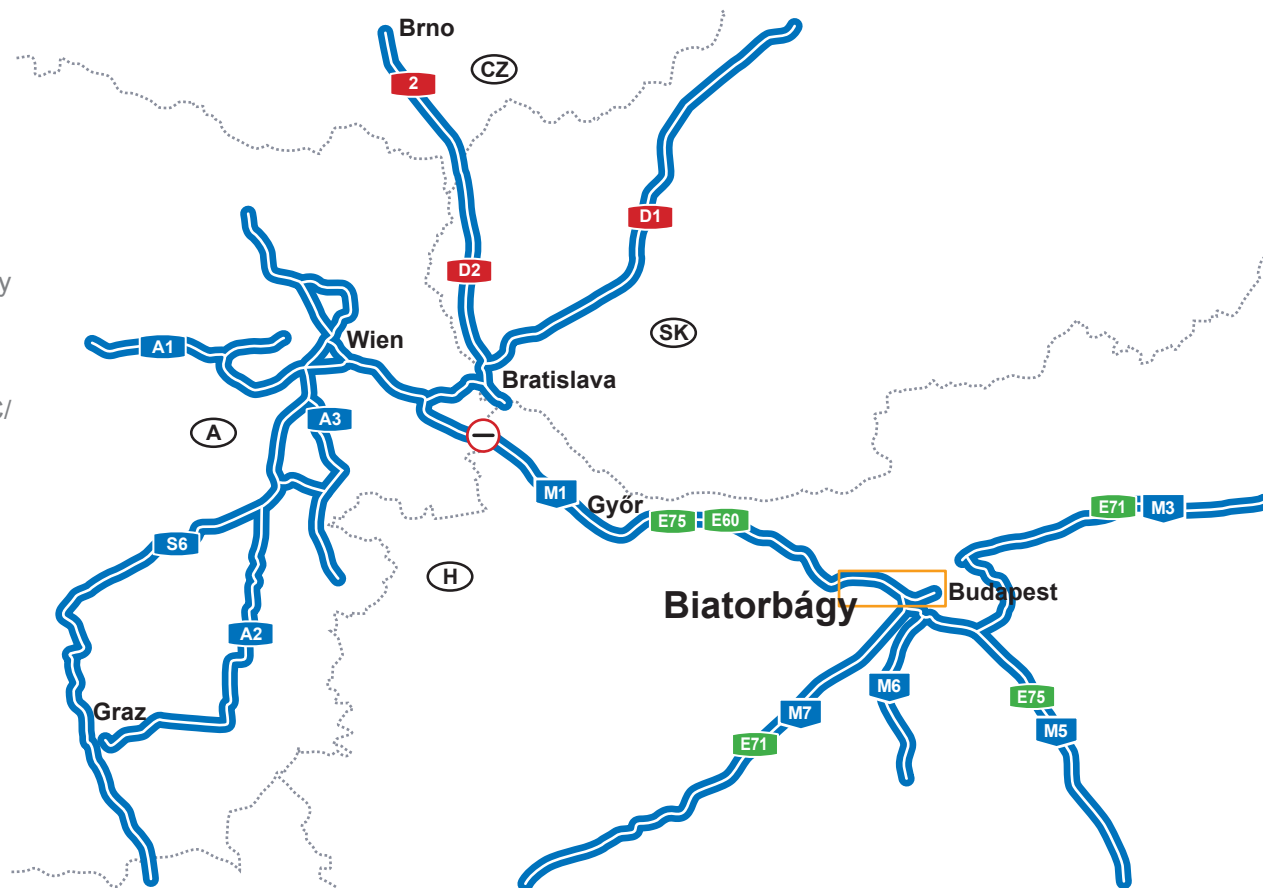 Brno
CZ
2
D1
D2
y
SK
Wien
A1
Bratislava
C/
A3
A
M1
Győr
E75
E60
E71
M3
S6
H
Budapest
Biatorbágy
A2
M6
E75
Graz
M7
M5
E71